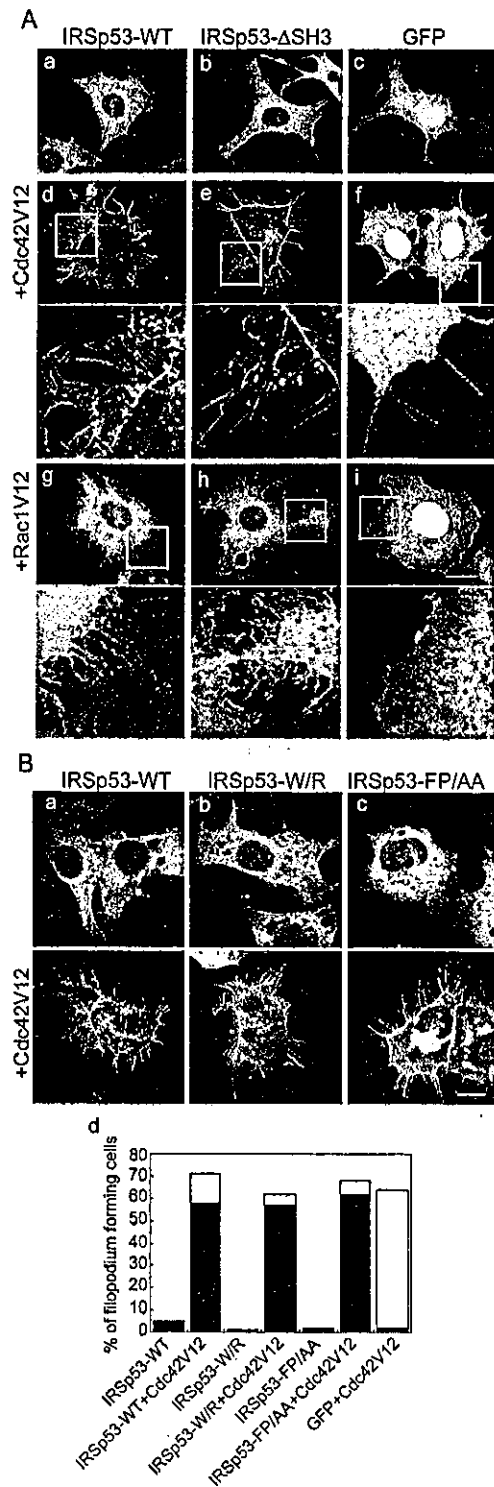 A
IRSp53-WT IRSp53-ΔSH3 GFP
a b c
+Cdc42V12
d e f
+Rac1V12
g h i
B
IRSp53-WT IRSp53-W/R IRSp53-FP/AA
a b c
+Cdc42V12
d
% of filopodium forming cells
80
70
60
50
40
30
20
10
0
IRSp53-WT
IRSp53-WT+Cdc42V12
IRSp53-W/R
IRSp53-W/R+Cdc42V12
IRSp53-FP/AA
IRSp53-FP/AA+Cdc42V12
GFP+Cdc42V12